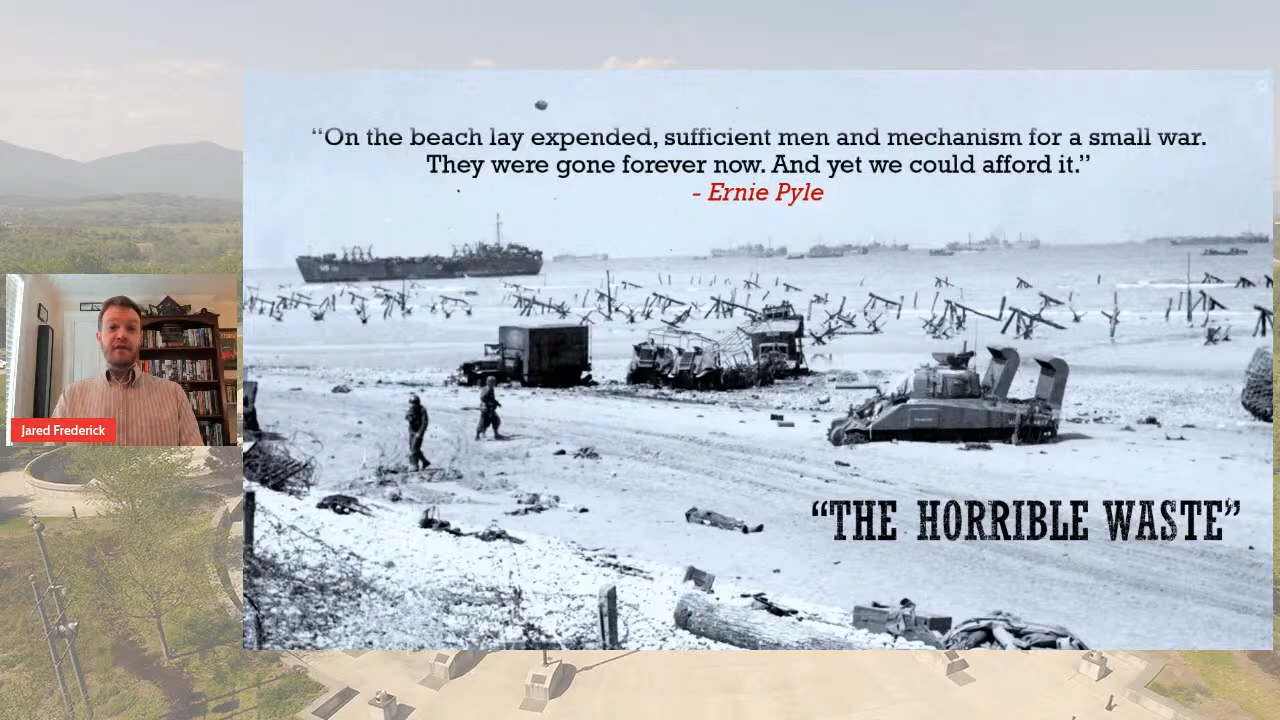 “On the beach lay expended, sufficient men and mechanism for a small war.
They were gone forever now. And yet we could afford it.”
- Ernie Pyle
Jared Frederick
“THE HORRIBLE WASTE”